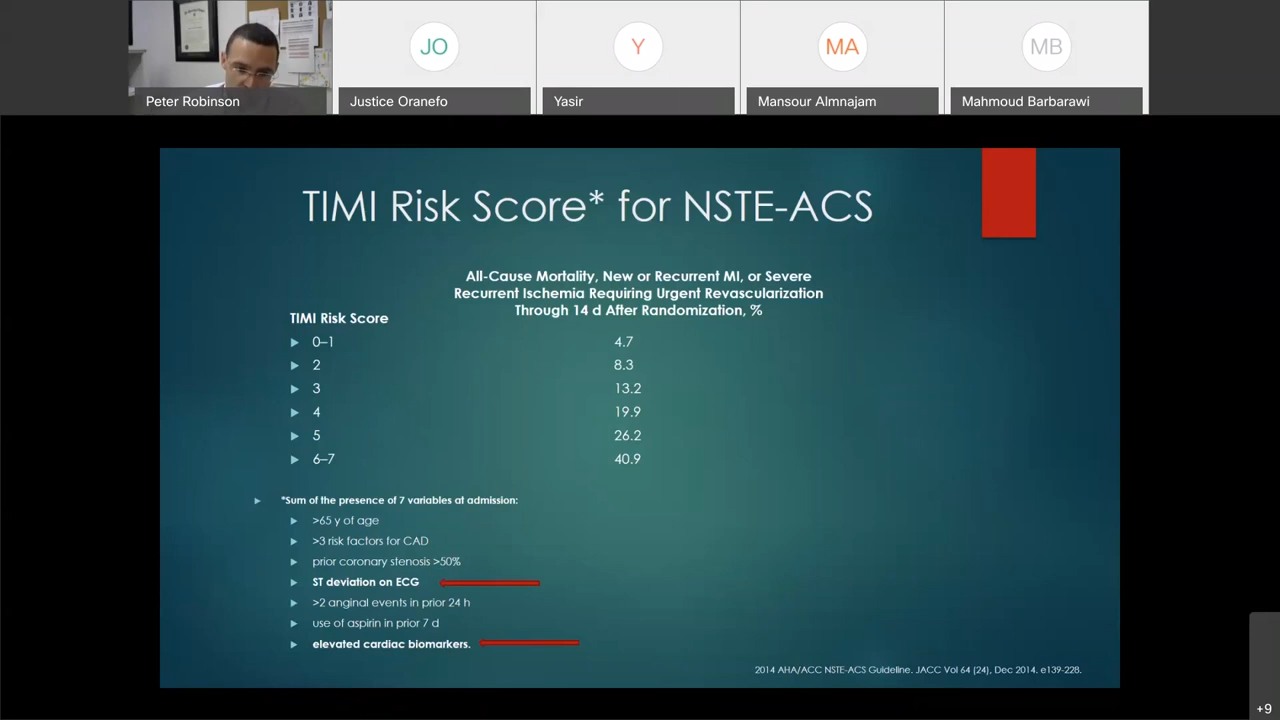 JO
Y
MA
MB
Peter Robinson
Justice Oranefo
Yasir
Mansour Almnajam
Mahmoud Barbarawi
TIMI Risk Score* for NSTE-ACS
All-Cause Mortality, New or Recurrent MI, or Severe
Recurrent Ischemia Requiring Urgent Revascularization
Through 14 d After Randomization, %
TIMI Risk Score
0–1 4.7
2 8.3
3 13.2
4 19.9
5 26.2
6–7 40.9
*Sum of the presence of 7 variables at admission:
>65 y of age
>3 risk factors for CAD
prior coronary stenosis >50%
ST deviation on ECG
>2 anginal events in prior 24 h
use of aspirin in prior 7 d
elevated cardiac biomarkers.
2014 AHA/ACC NSTE-ACS Guideline. JACC Vol 64 (24), Dec 2014. e139-228.
+9